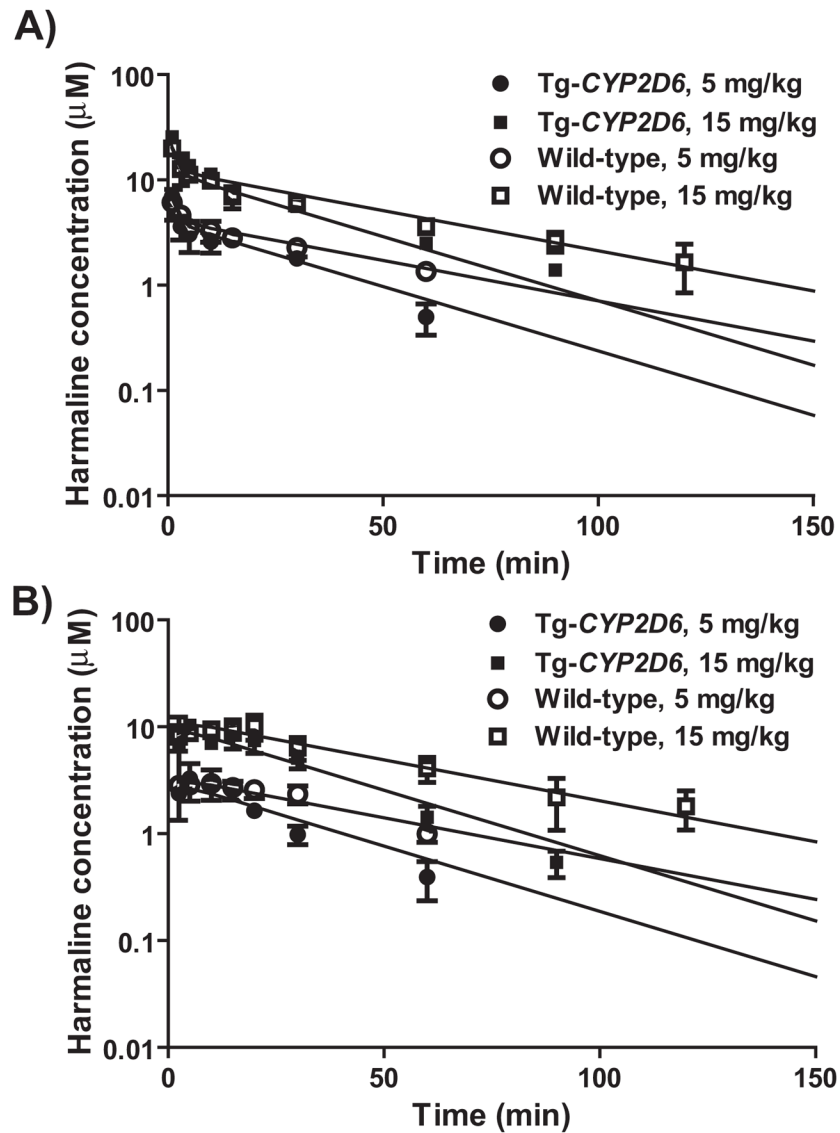 A)
Harmaline concentration (μM)
100
10
1
0.1
0.01
Tg-CYP2D6, 5 mg/kg
Tg-CYP2D6, 15 mg/kg
Wild-type, 5 mg/kg
Wild-type, 15 mg/kg
0 50 100 150
Time (min)
B)
Harmaline concentration (μM)
100
10
1
0.1
0.01
Tg-CYP2D6, 5 mg/kg
Tg-CYP2D6, 15 mg/kg
Wild-type, 5 mg/kg
Wild-type, 15 mg/kg
0 50 100 150
Time (min)